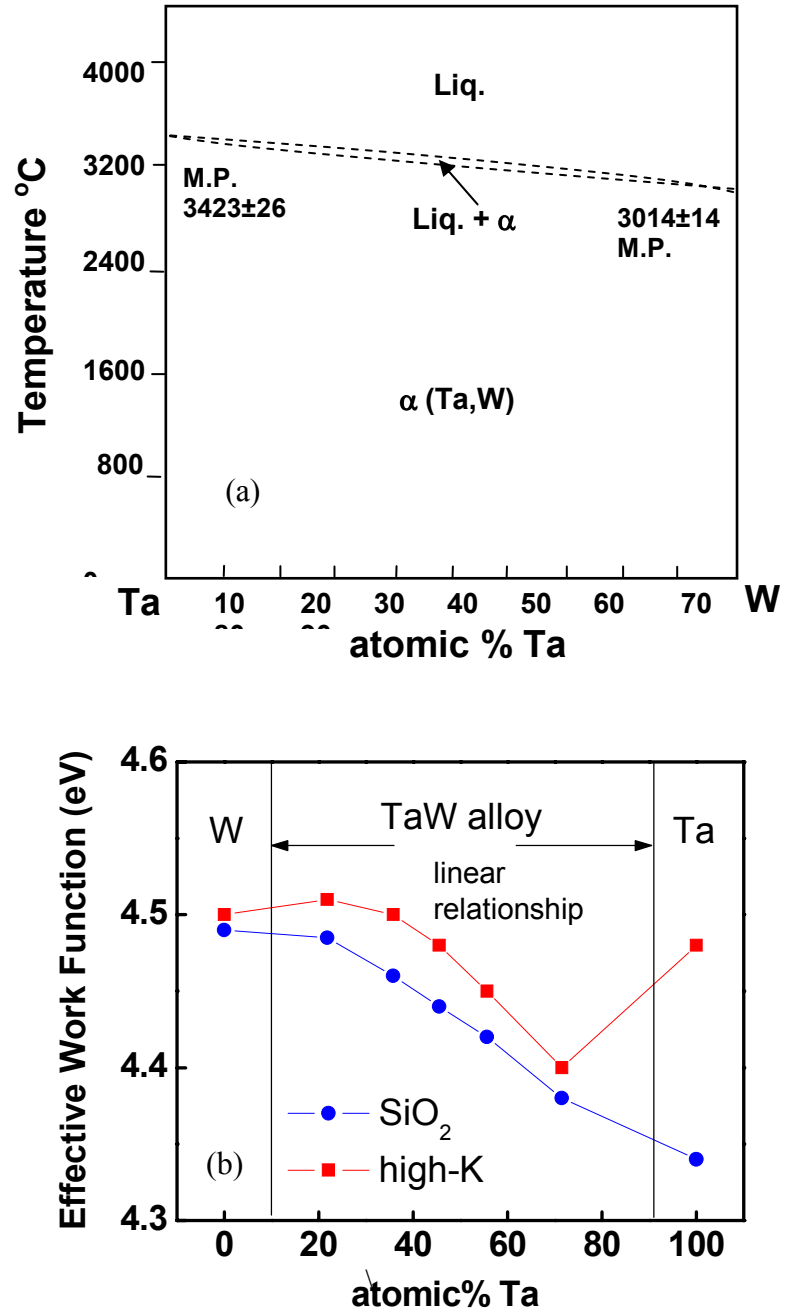 4000
Liq.
3200
M.P.
3423±26
Liq. + α
3014±14
M.P.
2400
1600
α (Ta,W)
800
(a)
Temperature °C
Ta 10 20 30 40 50 60 70 W
atomic % Ta
4.6
W
TaW alloy
Ta
linear
relationship
4.5
4.4
SiO2
high-K
(b)
4.3
Effective Work Function (eV)
0 20 40 60 80 100
atomic% Ta